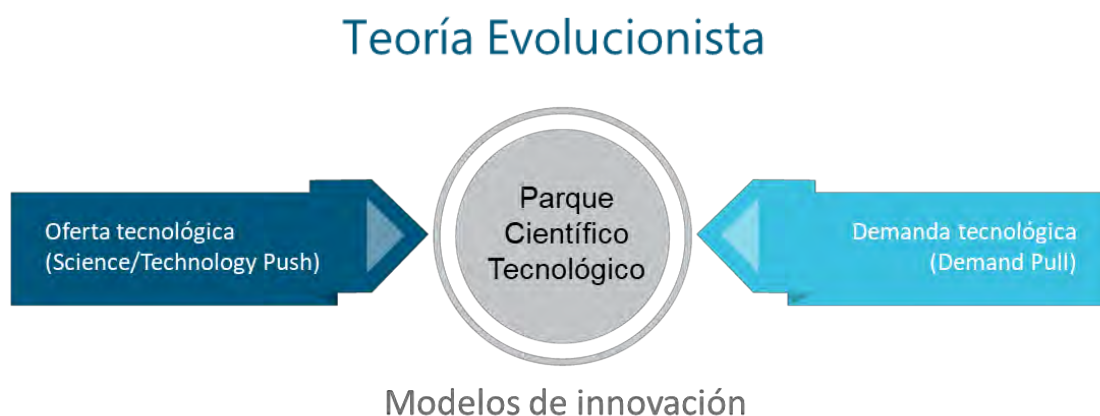 Teoría Evolucionista
Oferta tecnológica
(Science/Technology Push)
Parque
Científico
Tecnológico
Demanda tecnológica
(Demand Pull)
Modelos de innovación